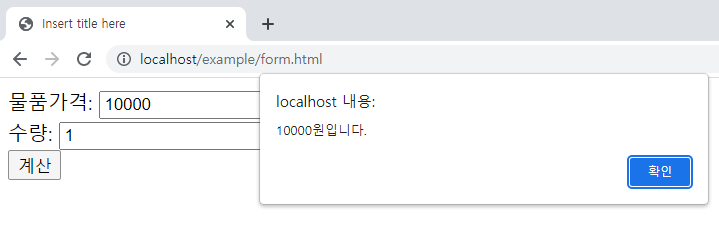 Insert title here
localhost/example/form.html
물품가격: 10000
수량: 1
계산
localhost 내용:
10000원입니다.
확인